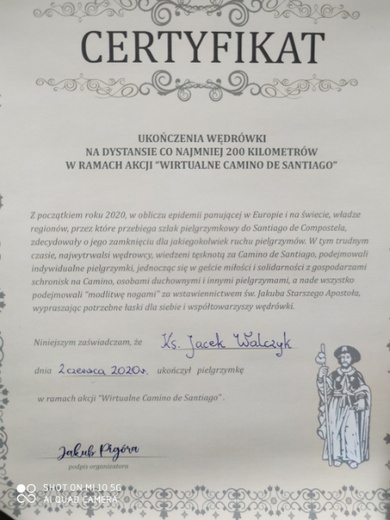 CERTYFIKAT
UKOŃCZENIA WĘDRÓWKI
NA DYSTANSIE CO NAJMNIEJ 200 KILOMETRÓW
W RAMACH AKCJI "WIRTUALNE CAMINO DE SANTIAGO"
Z początkiem roku 2020, w obliczu epidemii panującej w Europie i na świecie, władze
regionów, przez które przebiega szlak pielgrzymkowy do Santiago de Compostela,
zdecydowały o jego zamknięciu dla jakiegokolwiek ruchu pielgrzymów. W tym trudnym
czasie, najwytrwalsi wędrowcy, wiedzeni tęsknotą za Camino de Santiago, podejmowali
indywidualne pielgrzymki, jednocząc się w geście miłości i solidarności z gospodarzami
schronisk na Camino, osobami duchownymi i innymi pielgrzymami, a nade wszystko
podejmowali "modlitwę nogami" za wstawiennictwem św. Jakuba Starszego Apostoła,
wypraszając potrzebne łaski dla siebie i współtowarzyszy wędrówki.
Niniejszym zaświadczam, że Ks. Jacek Walczyk
dnia 2 czerwca 2020r. ukończył pielgrzymkę
w ramach akcji "Wirtualne Camino de Santiago".
Jakub Pigóra
podpis organizatora
SHOT ON MI 10 5G
AI QUAD CAMERA